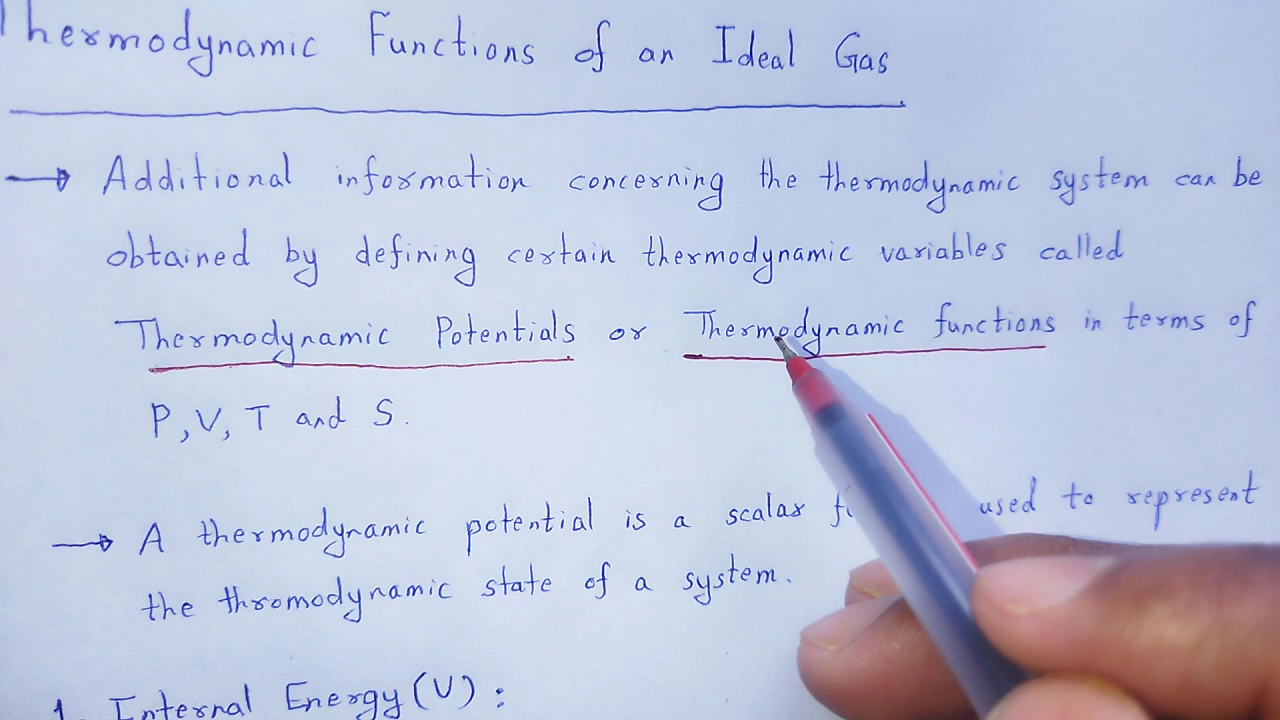 Thermodynamic Functions of an Ideal Gas
Additional information concerning the thermodynamic system can be
obtained by defining certain thermodynamic variables called
Thermodynamic Potentials or Thermodynamic functions in terms of
P, V, T and S.
A thermodynamic potential is a scalar used to represent
the thromodynamic state of a system.
1. Internal Energy (U) :